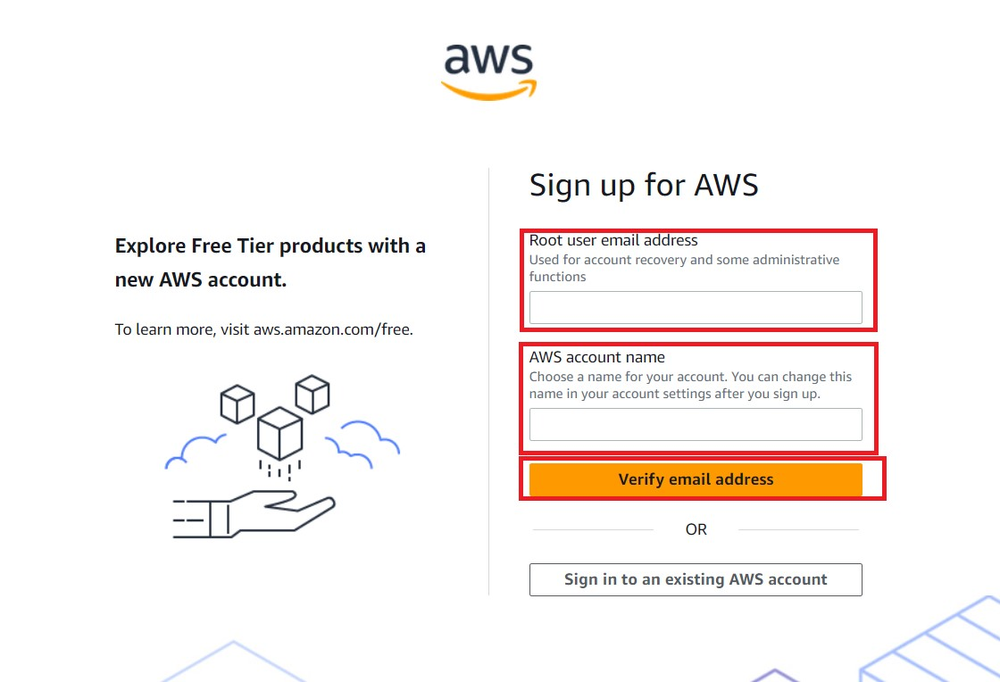 aws
Explore Free Tier products with a
new AWS account.
To learn more, visit aws.amazon.com/free.
Sign up for AWS
Root user email address
Used for account recovery and some administrative
functions
AWS account name
Choose a name for your account. You can change this
name in your account settings after you sign up.
Verify email address
OR
Sign in to an existing AWS account